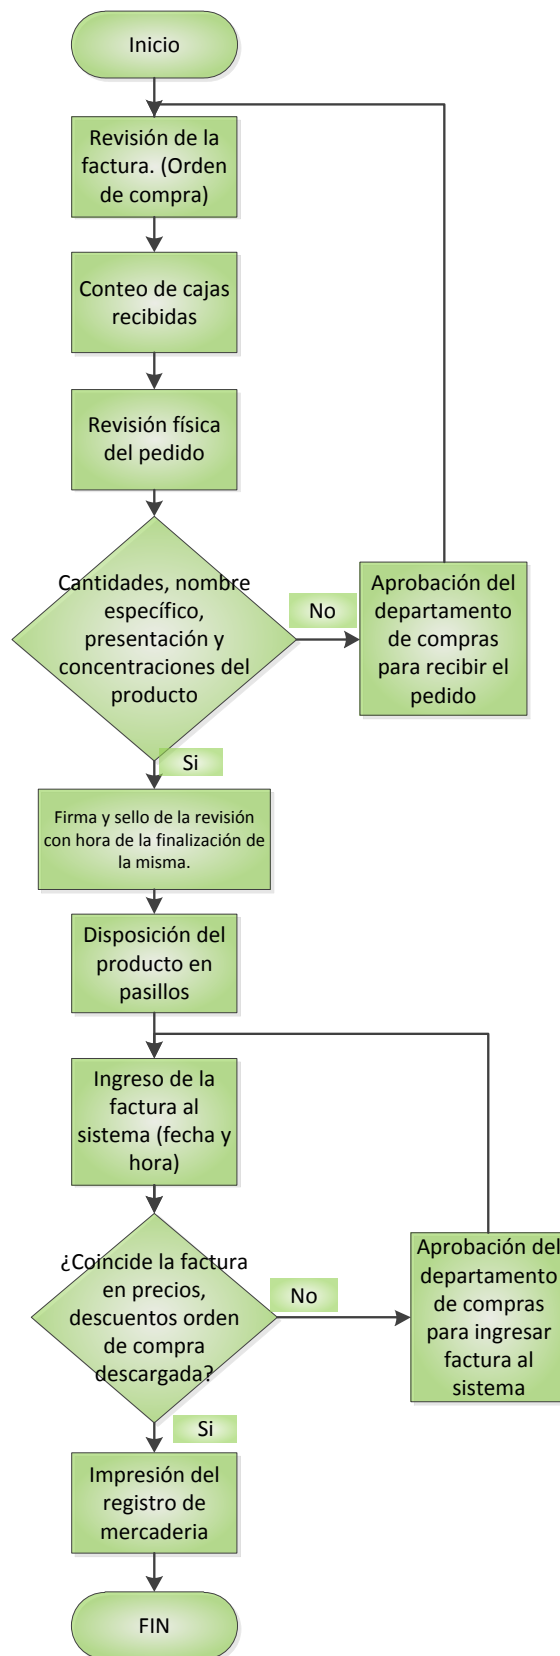 Inicio
Revisión de la
factura. (Orden
de compra)
Conteo de cajas
recibidas
Revisión física
del pedido
Cantidades, nombre
específico,
presentación y
concentraciones del
producto
No
Aprobación del
departamento
de compras
para recibir el
pedido
Si
Firma y sello de la revisión
con hora de la finalización de
la misma.
Disposición del
producto en
pasillos
Ingreso de la
factura al
sistema (fecha y
hora)
¿Coincide la factura
en precios,
descuentos orden
de compra
descargada?
No
Aprobación del
departamento
de compras
para ingresar
factura al
sistema
Si
Impresión del
registro de
mercaderia
FIN